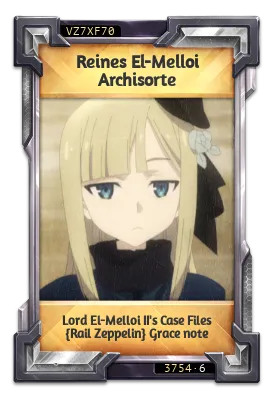 VZ7XF70
Reines El-Melloi
Archisorte
Lord El-Melloi II's Case Files
{Rail Zeppelin} Grace note
3754·6